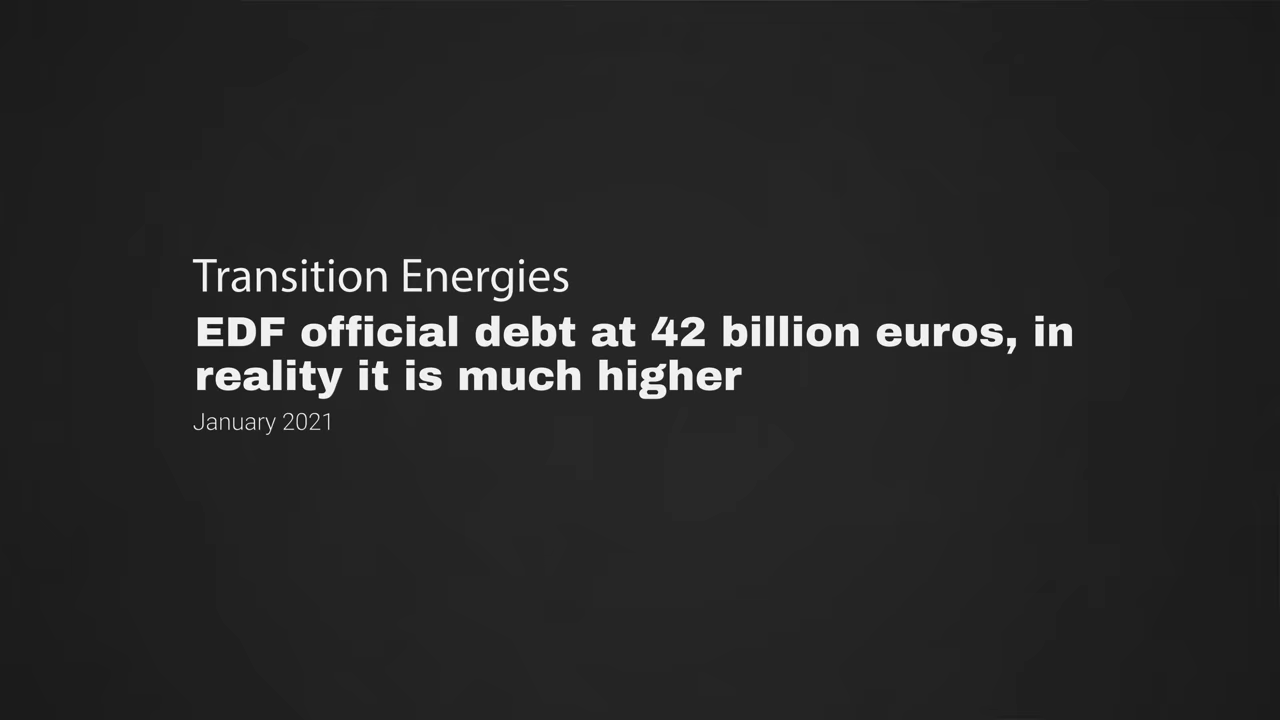 Transition Energies
EDF official debt at 42 billion euros, in
reality it is much higher
January 2021